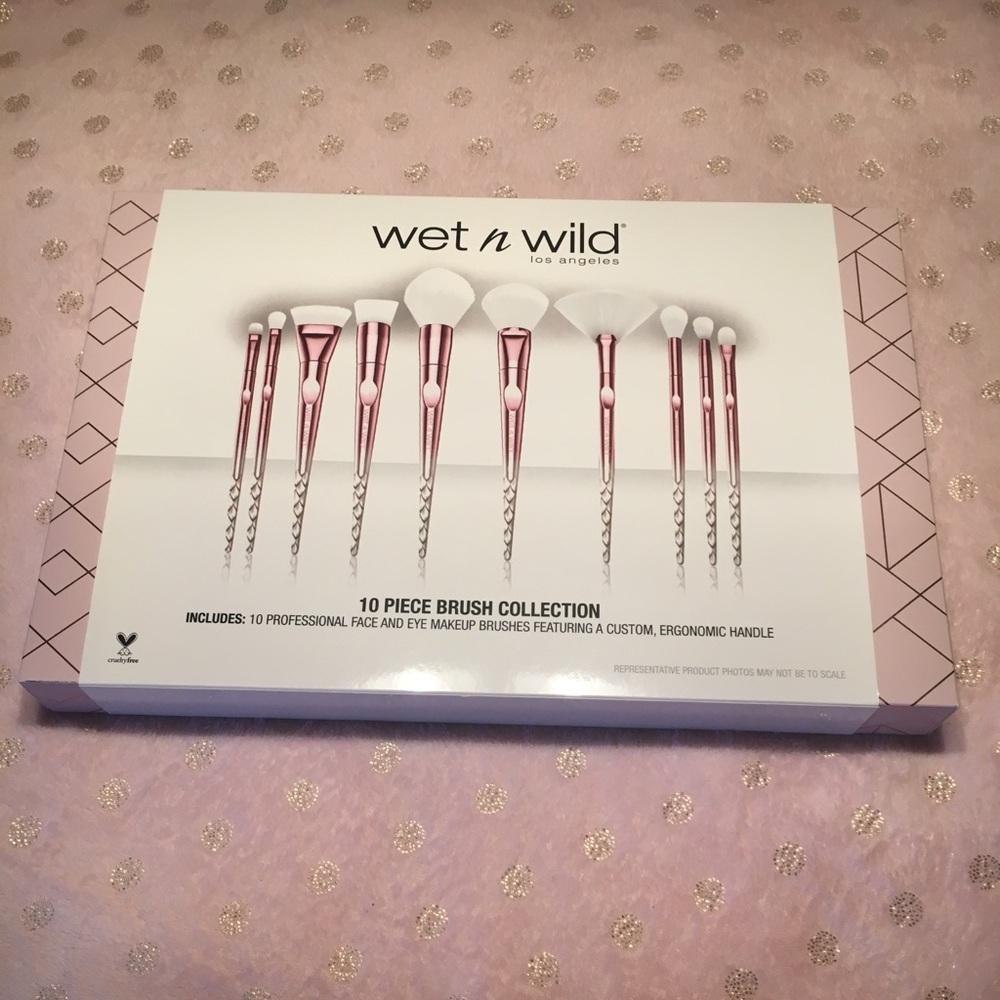 wet n wild®
los angeles
10 PIECE BRUSH COLLECTION
INCLUDES: 10 PROFESSIONAL FACE AND EYE MAKEUP BRUSHES FEATURING A CUSTOM, ERGONOMIC HANDLE
crueltyfree
REPRESENTATIVE PRODUCT PHOTOS MAY NOT BE TO SCALE